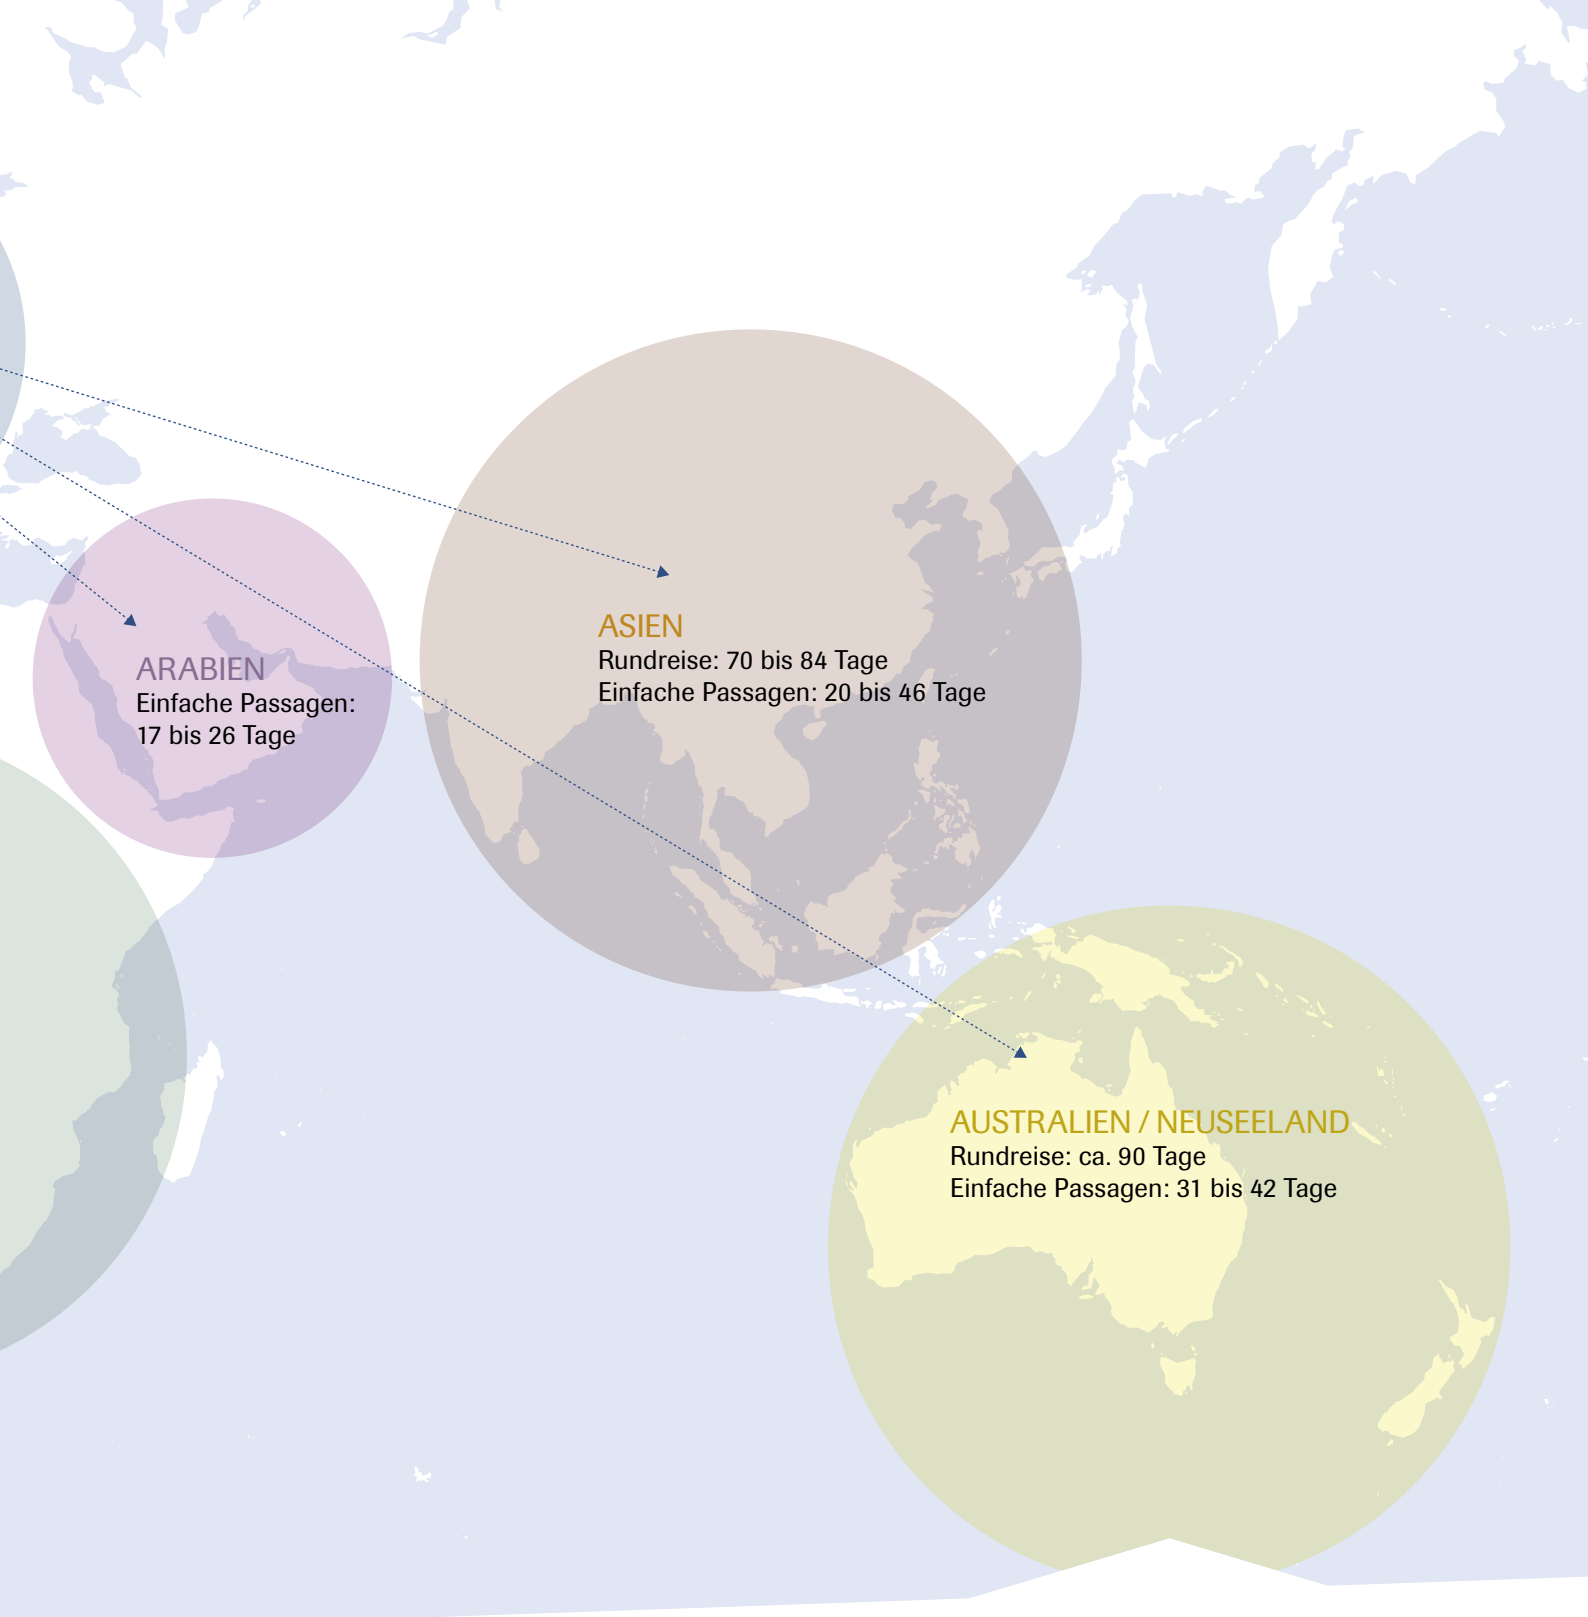 ASIEN
Rundreise: 70 bis 84 Tage
Einfache Passagen: 20 bis 46 Tage
ARABIEN
Einfache Passagen:
17 bis 26 Tage
AUSTRALIEN / NEUSEELAND
Rundreise: ca. 90 Tage
Einfache Passagen: 31 bis 42 Tage